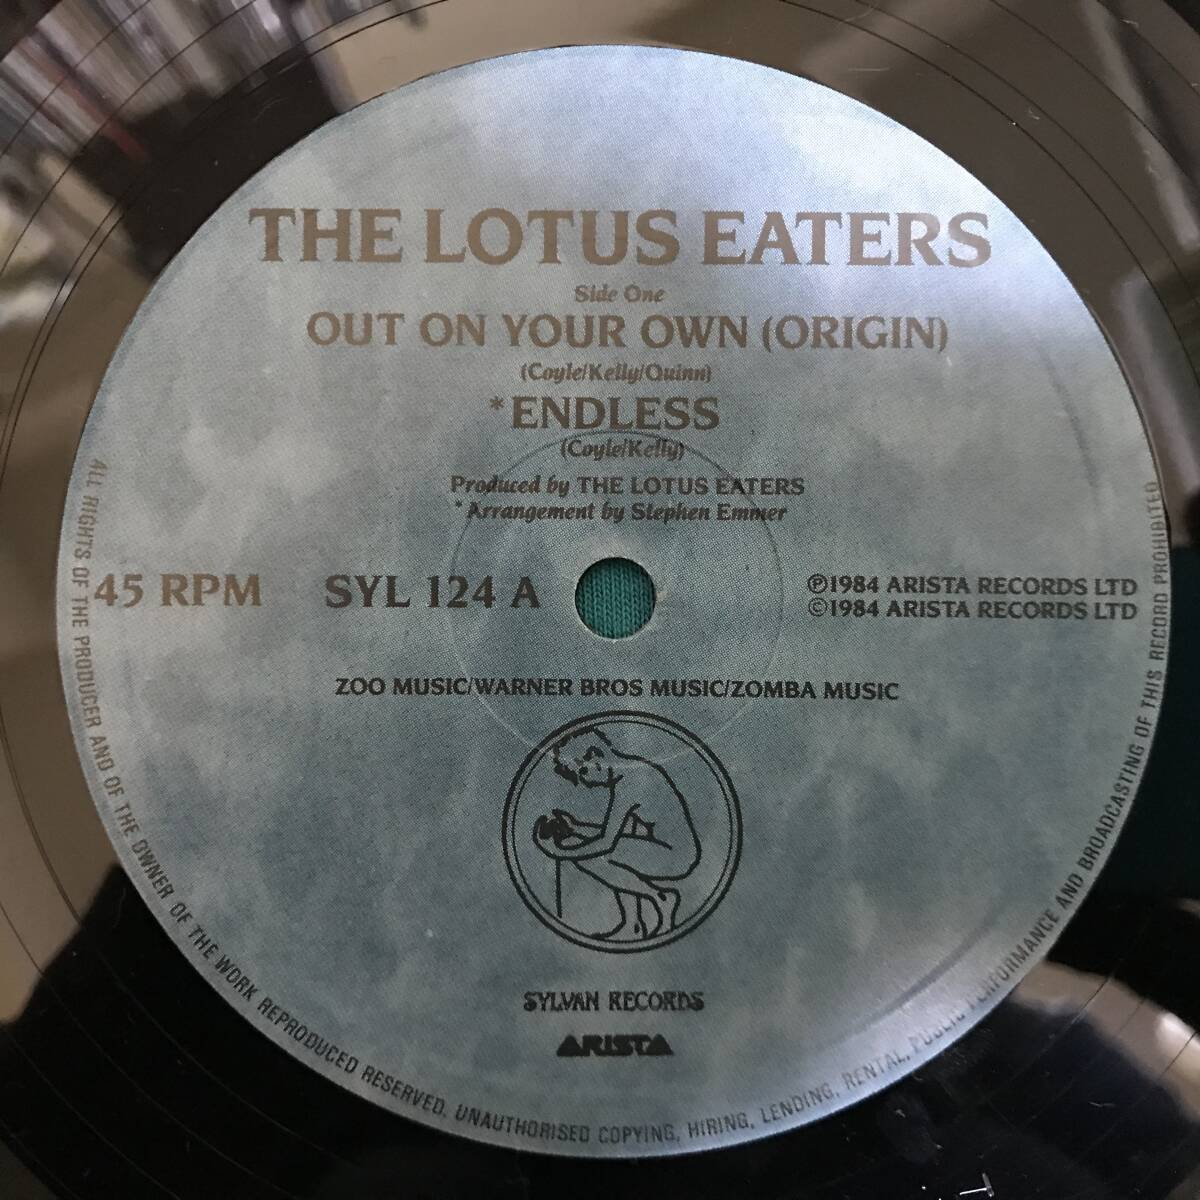 THE LOTUS EATERS
Side One
OUT ON YOUR OWN (ORIGIN)
(Coyle/Kelly/Quinn)
*ENDLESS
(Coyle/Kelly)
Produced by THE LOTUS EATERS
*Arrangement by Stephen Emmer
45 RPM SYL 124 A
℗1984 ARISTA RECORDS LTD
©1984 ARISTA RECORDS LTD
ZOO MUSIC/WARNER BROS MUSIC/ZOMBA MUSIC
SYLVAN RECORDS
ARISTA
ALL RIGHTS OF THE PRODUCER AND OF THE OWNER OF THE WORK REPRODUCED RESERVED. UNAUTHORISED COPYING, HIRING, LENDING, RENTAL, PUBLIC PERFORMANCE AND BROADCASTING OF THIS RECORD PROHIBITED